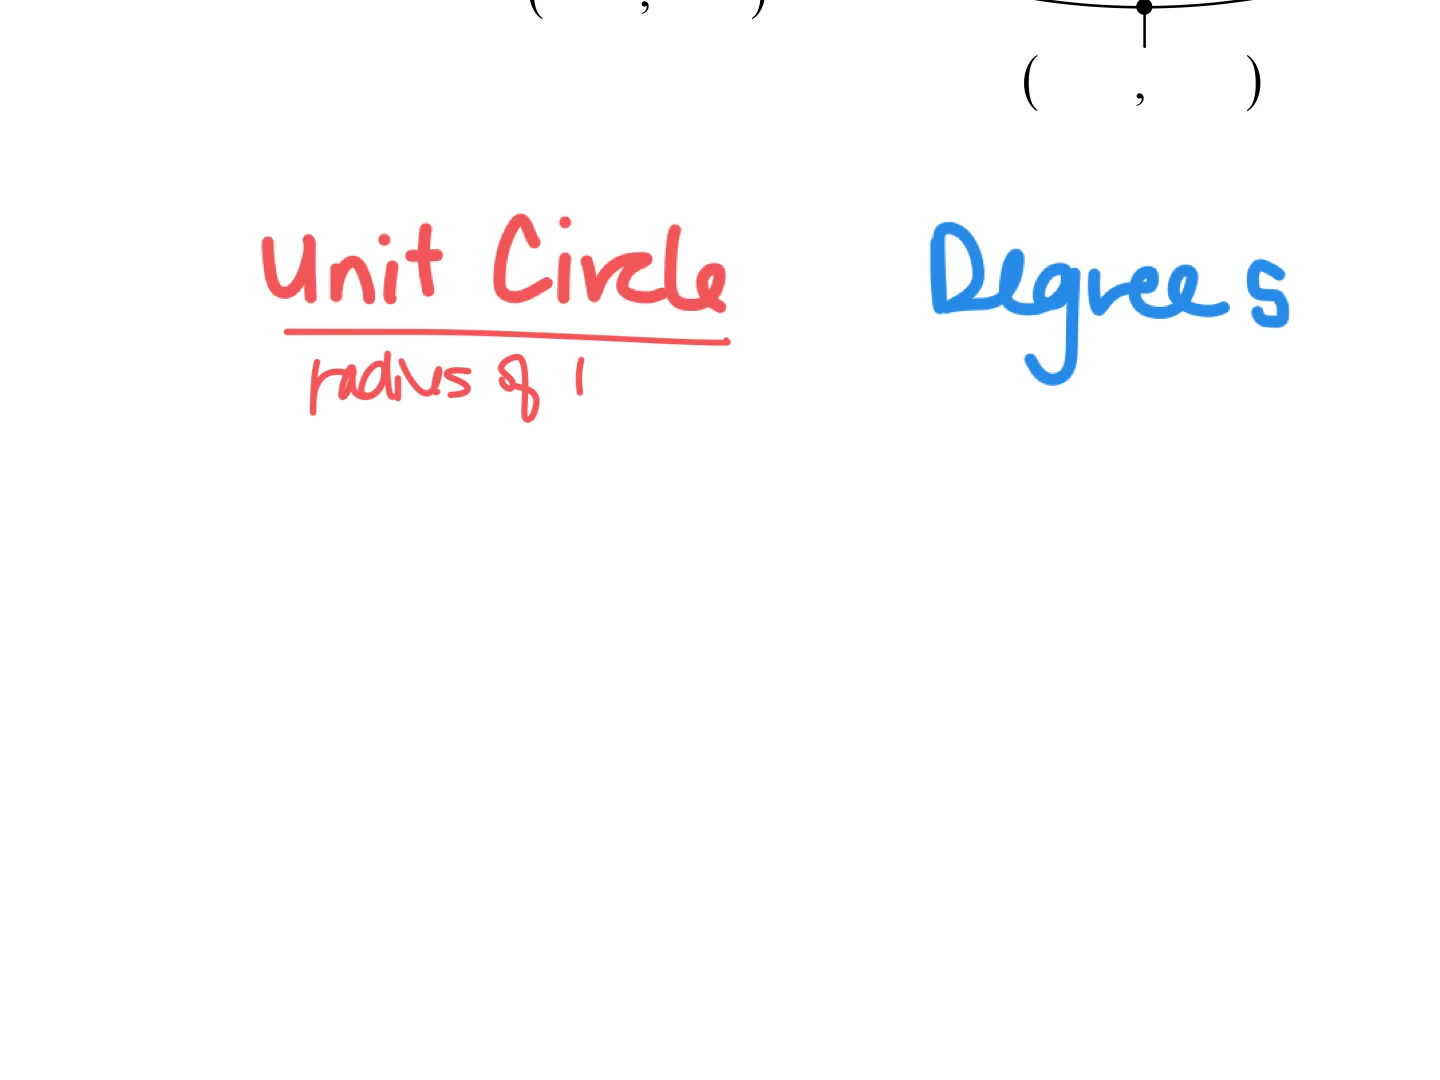 ( , )
( , )
Unit Circle Degrees
radius of 1